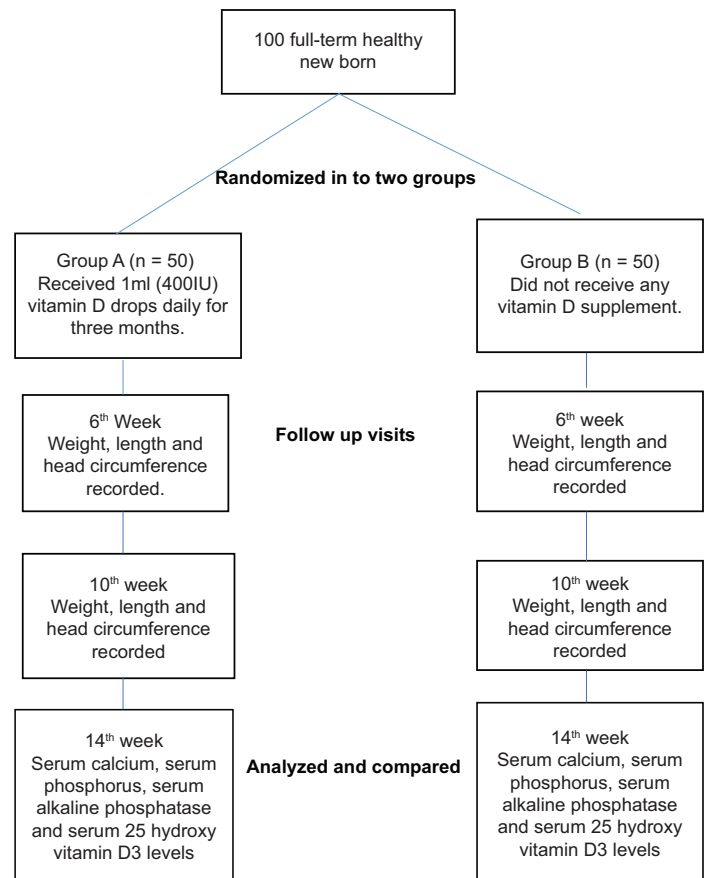 100 full-term healthy
new born
Randomized in to two groups
Group A (n = 50)
Received 1ml (400IU)
vitamin D drops daily for
three months.
Group B (n = 50)
Did not receive any
vitamin D supplement.
6th Week
Weight, length and
head circumference
recorded.
Follow up visits
6th week
Weight, length and
head circumference
recorded
10th week
Weight, length and
head circumference
recorded
10th week
Weight, length and
head circumference
recorded
14th week
Serum calcium, serum
phosphorus, serum
alkaline phosphatase
and serum 25 hydroxy
vitamin D3 levels
Analyzed and compared
14th week
Serum calcium, serum
phosphorus, serum
alkaline phosphatase
and serum 25 hydroxy
vitamin D3 levels